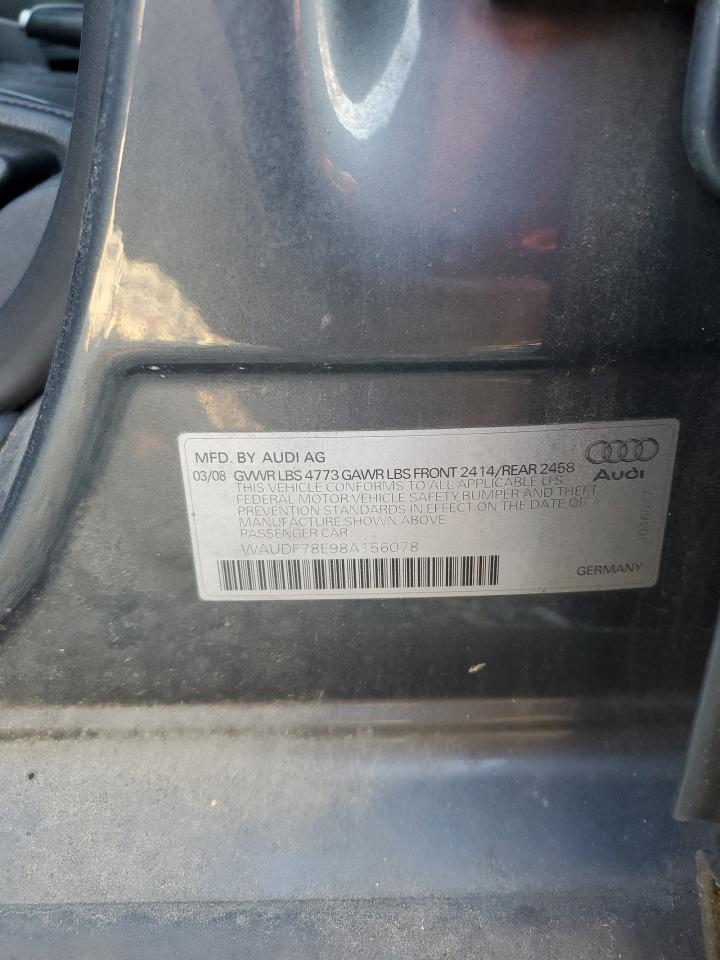 MFD. BY AUDI AG
03/08 GVWR LBS 4773 GAWR LBS FRONT 2414/REAR 2458
THIS VEHICLE CONFORMS TO ALL APPLICABLE U.S.
FEDERAL MOTOR VEHICLE SAFETY BUMPER AND THEFT
PREVENTION STANDARDS IN EFFECT ON THE DATE OF
MANUFACTURE SHOWN ABOVE
PASSENGER CAR
WAUDF78E98A156078
Audi
GERMANY